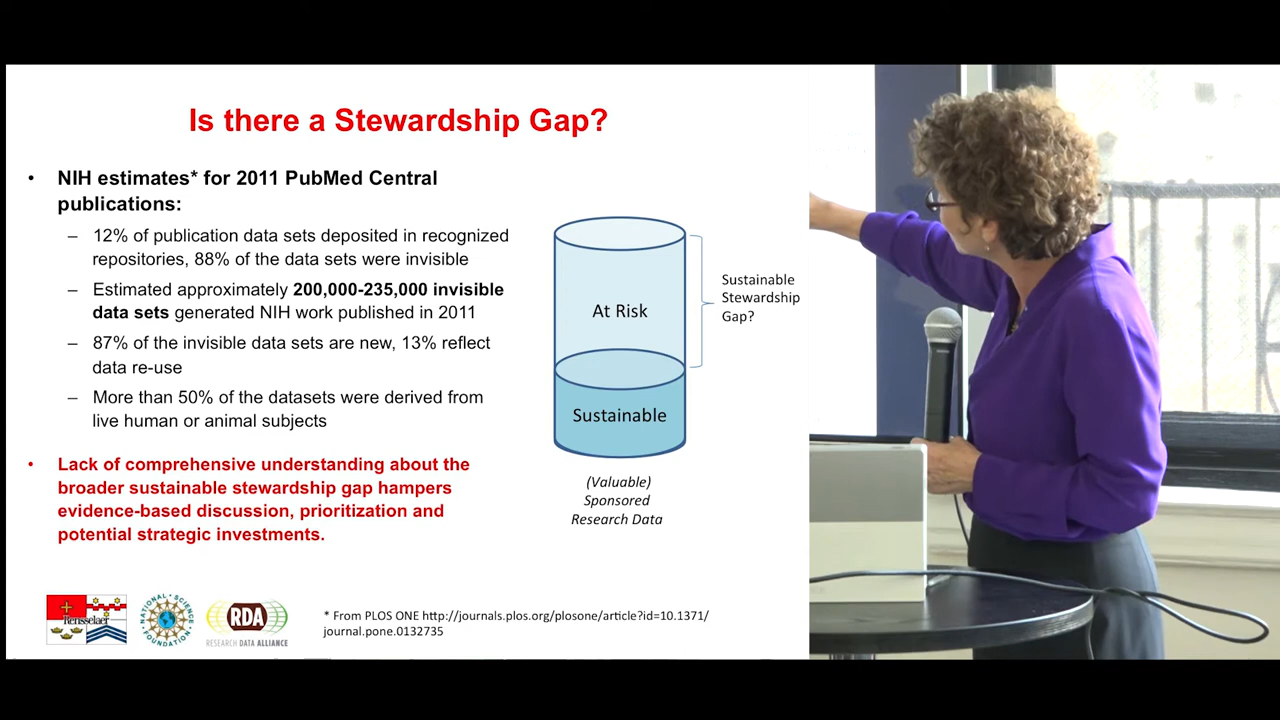 Is there a Stewardship Gap?
• NIH estimates* for 2011 PubMed Central
publications:
– 12% of publication data sets deposited in recognized
repositories, 88% of the data sets were invisible
– Estimated approximately 200,000-235,000 invisible
data sets generated NIH work published in 2011
– 87% of the invisible data sets are new, 13% reflect
data re-use
– More than 50% of the datasets were derived from
live human or animal subjects
• Lack of comprehensive understanding about the
broader sustainable stewardship gap hampers
evidence-based discussion, prioritization and
potential strategic investments.
At Risk
Sustainable
Stewardship
Gap?
Sustainable
(Valuable)
Sponsored
Research Data
Rensselaer
NATIONAL SCIENCE FOUNDATION
RDA
RESEARCH DATA ALLIANCE
* From PLOS ONE http://journals.plos.org/plosone/article?id=10.1371/
journal.pone.0132735